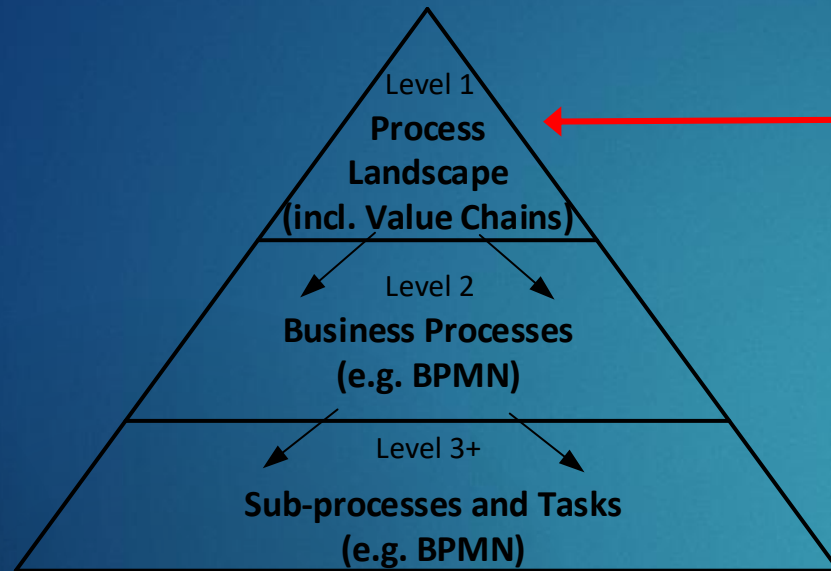 Level 1
Process
Landscape
(incl. Value Chains)
Level 2
Business Processes
(e.g. BPMN)
Level 3+
Sub-processes and Tasks
(e.g. BPMN)